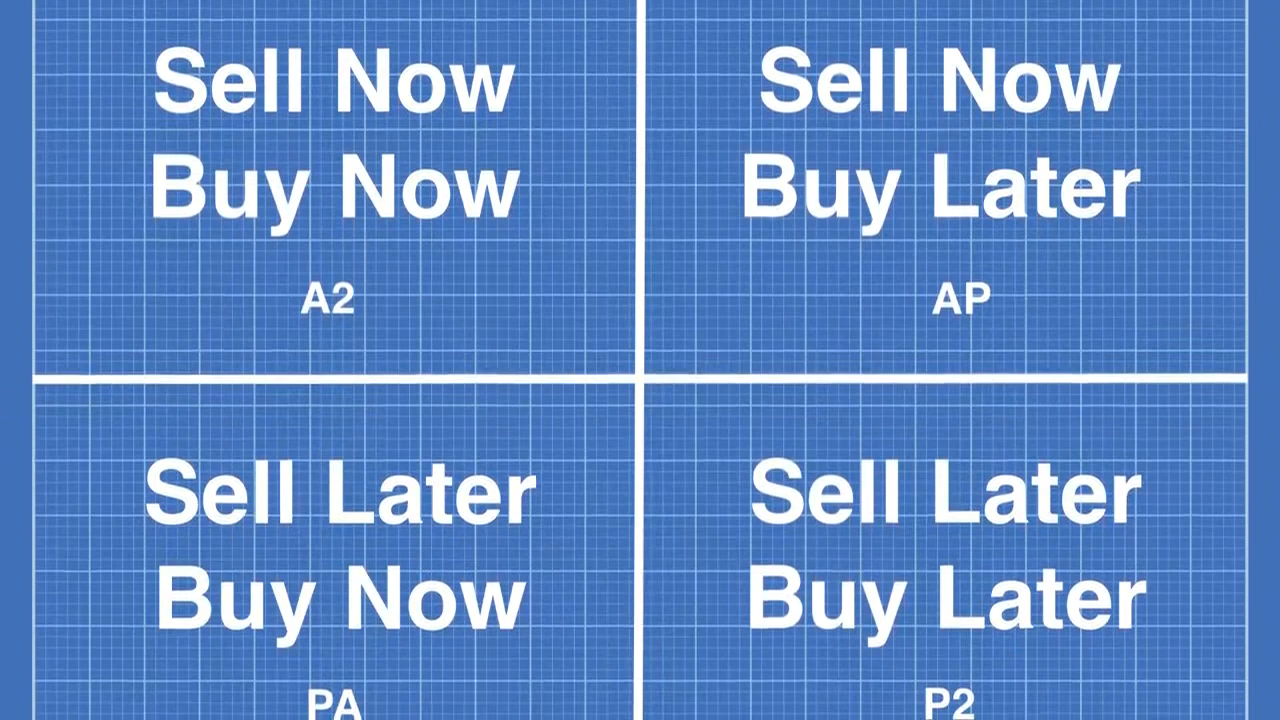 Sell Now
Buy Now
A2
Sell Now
Buy Later
AP
Sell Later
Buy Now
PA
Sell Later
Buy Later
P2